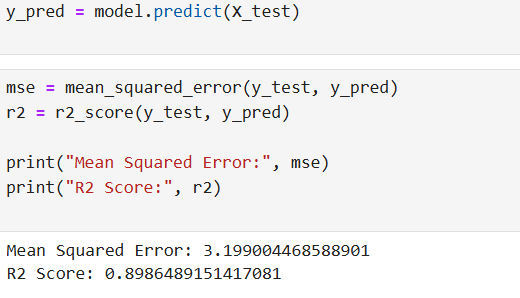 y_pred = model.predict(X_test)
mse = mean_squared_error(y_test, y_pred)
r2 = r2_score(y_test, y_pred)
print("Mean Squared Error:", mse)
print("R2 Score:", r2)
Mean Squared Error: 3.199004468588901
R2 Score: 0.8986489151417081